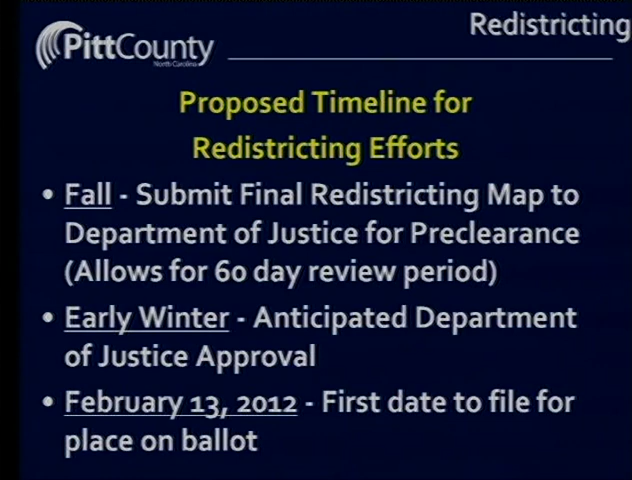 Redistricting
PittCounty
North Carolina
Proposed Timeline for
Redistricting Efforts
• Fall - Submit Final Redistricting Map to
Department of Justice for Preclearance
(Allows for 60 day review period)
• Early Winter - Anticipated Department
of Justice Approval
• February 13, 2012 - First date to file for
place on ballot